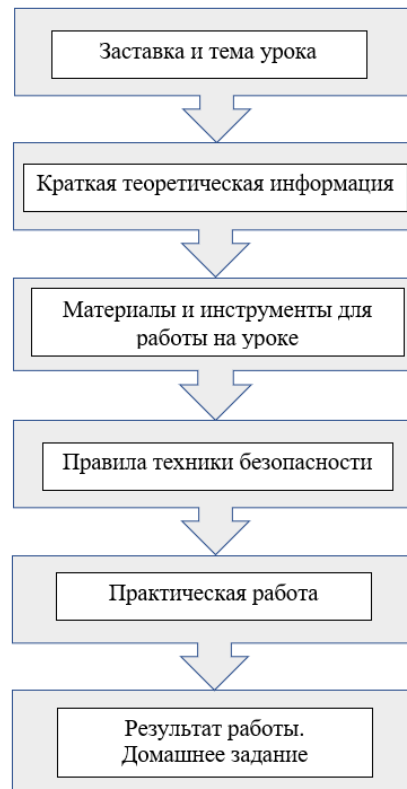 Заставка и тема урока
Краткая теоретическая информация
Материалы и инструменты для
работы на уроке
Правила техники безопасности
Практическая работа
Результат работы.
Домашнее задание